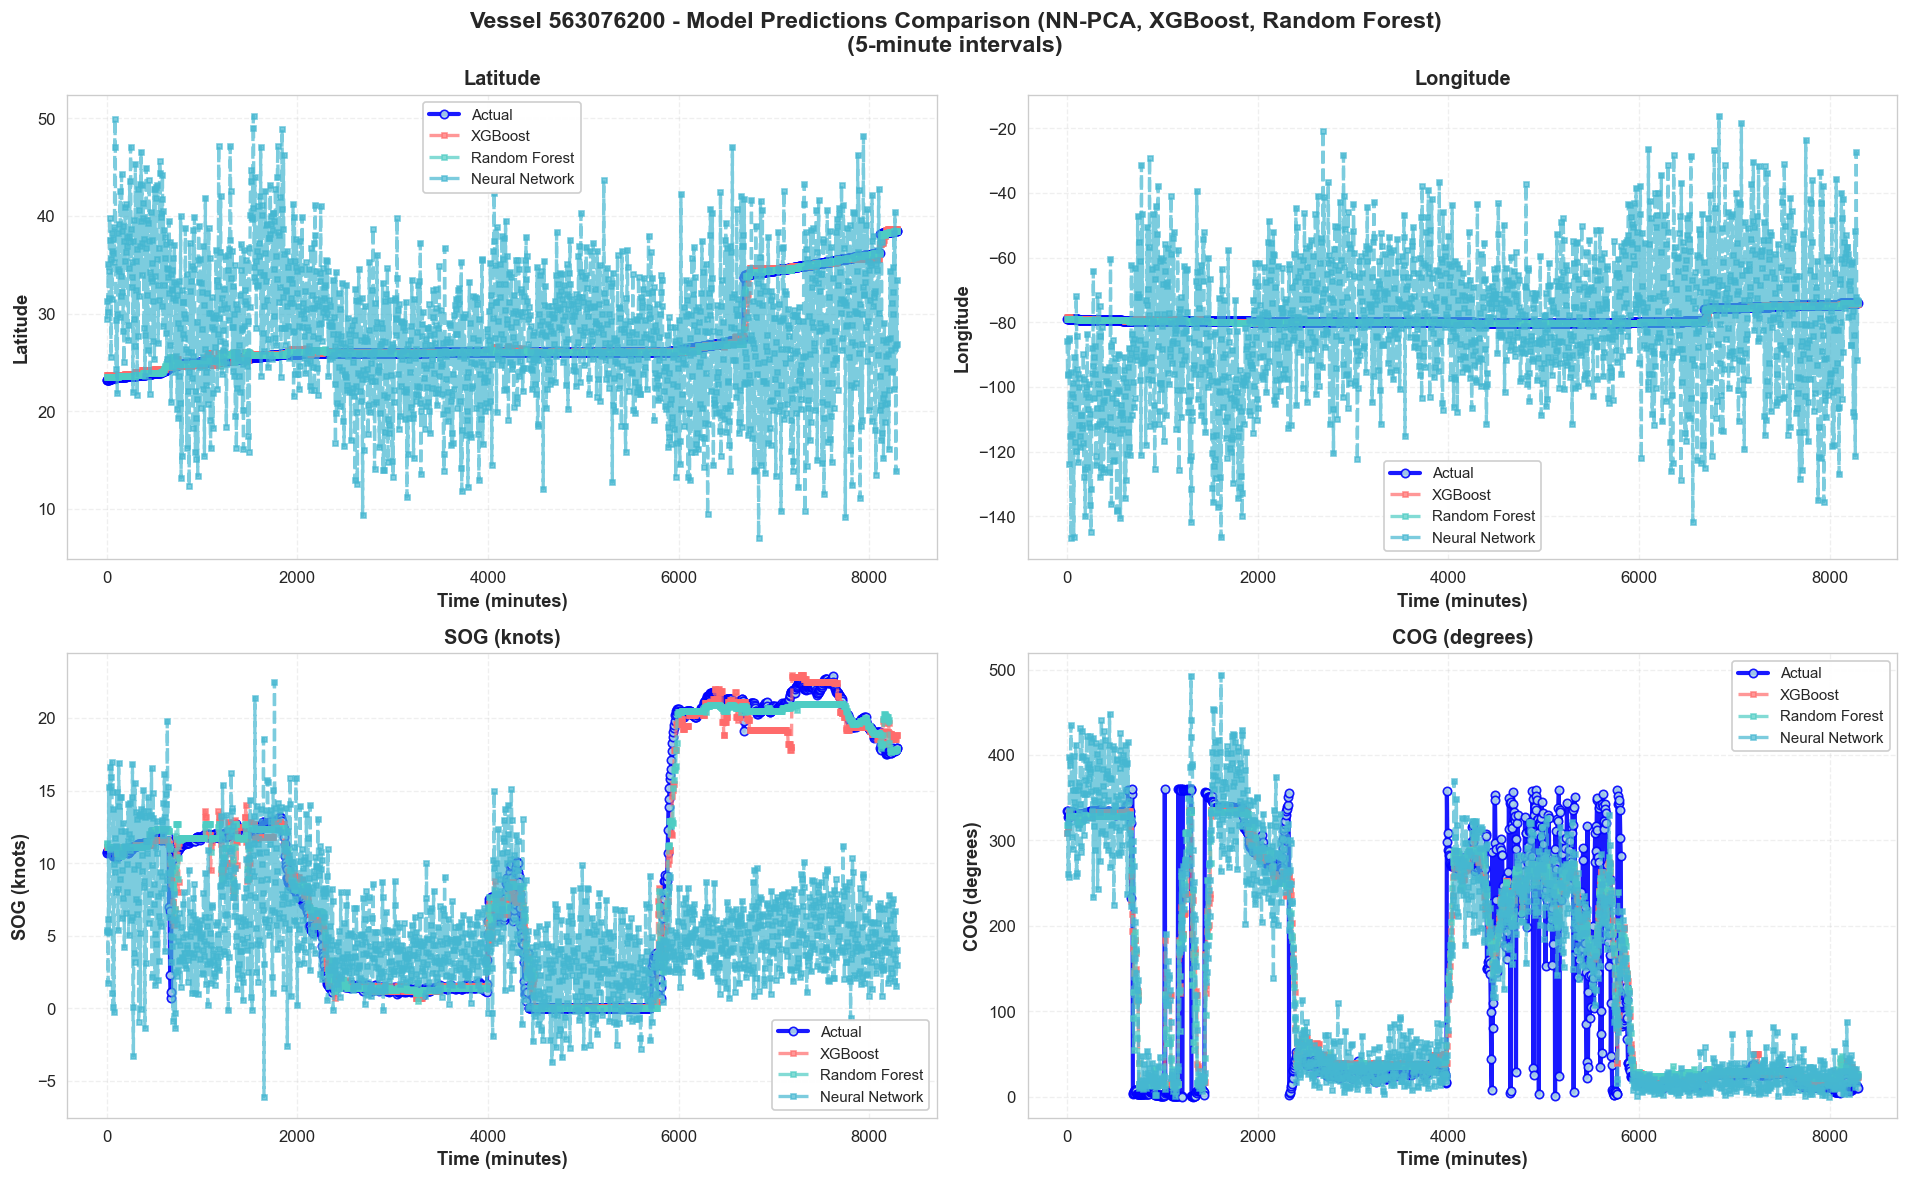 Vessel 563076200 - Model Predictions Comparison (NN-PCA, XGBoost, Random Forest)
(5-minute intervals)
Latitude
50
40
30
20
10
Latitude
Actual
XGBoost
Random Forest
Neural Network
0 2000 4000 6000 8000
Time (minutes)
Longitude
−20
−40
−60
−80
−100
−120
−140
Longitude
Actual
XGBoost
Random Forest
Neural Network
0 2000 4000 6000 8000
Time (minutes)
SOG (knots)
20
15
10
5
0
−5
SOG (knots)
Actual
XGBoost
Random Forest
Neural Network
0 2000 4000 6000 8000
Time (minutes)
COG (degrees)
500
400
300
200
100
0
COG (degrees)
Actual
XGBoost
Random Forest
Neural Network
0 2000 4000 6000 8000
Time (minutes)